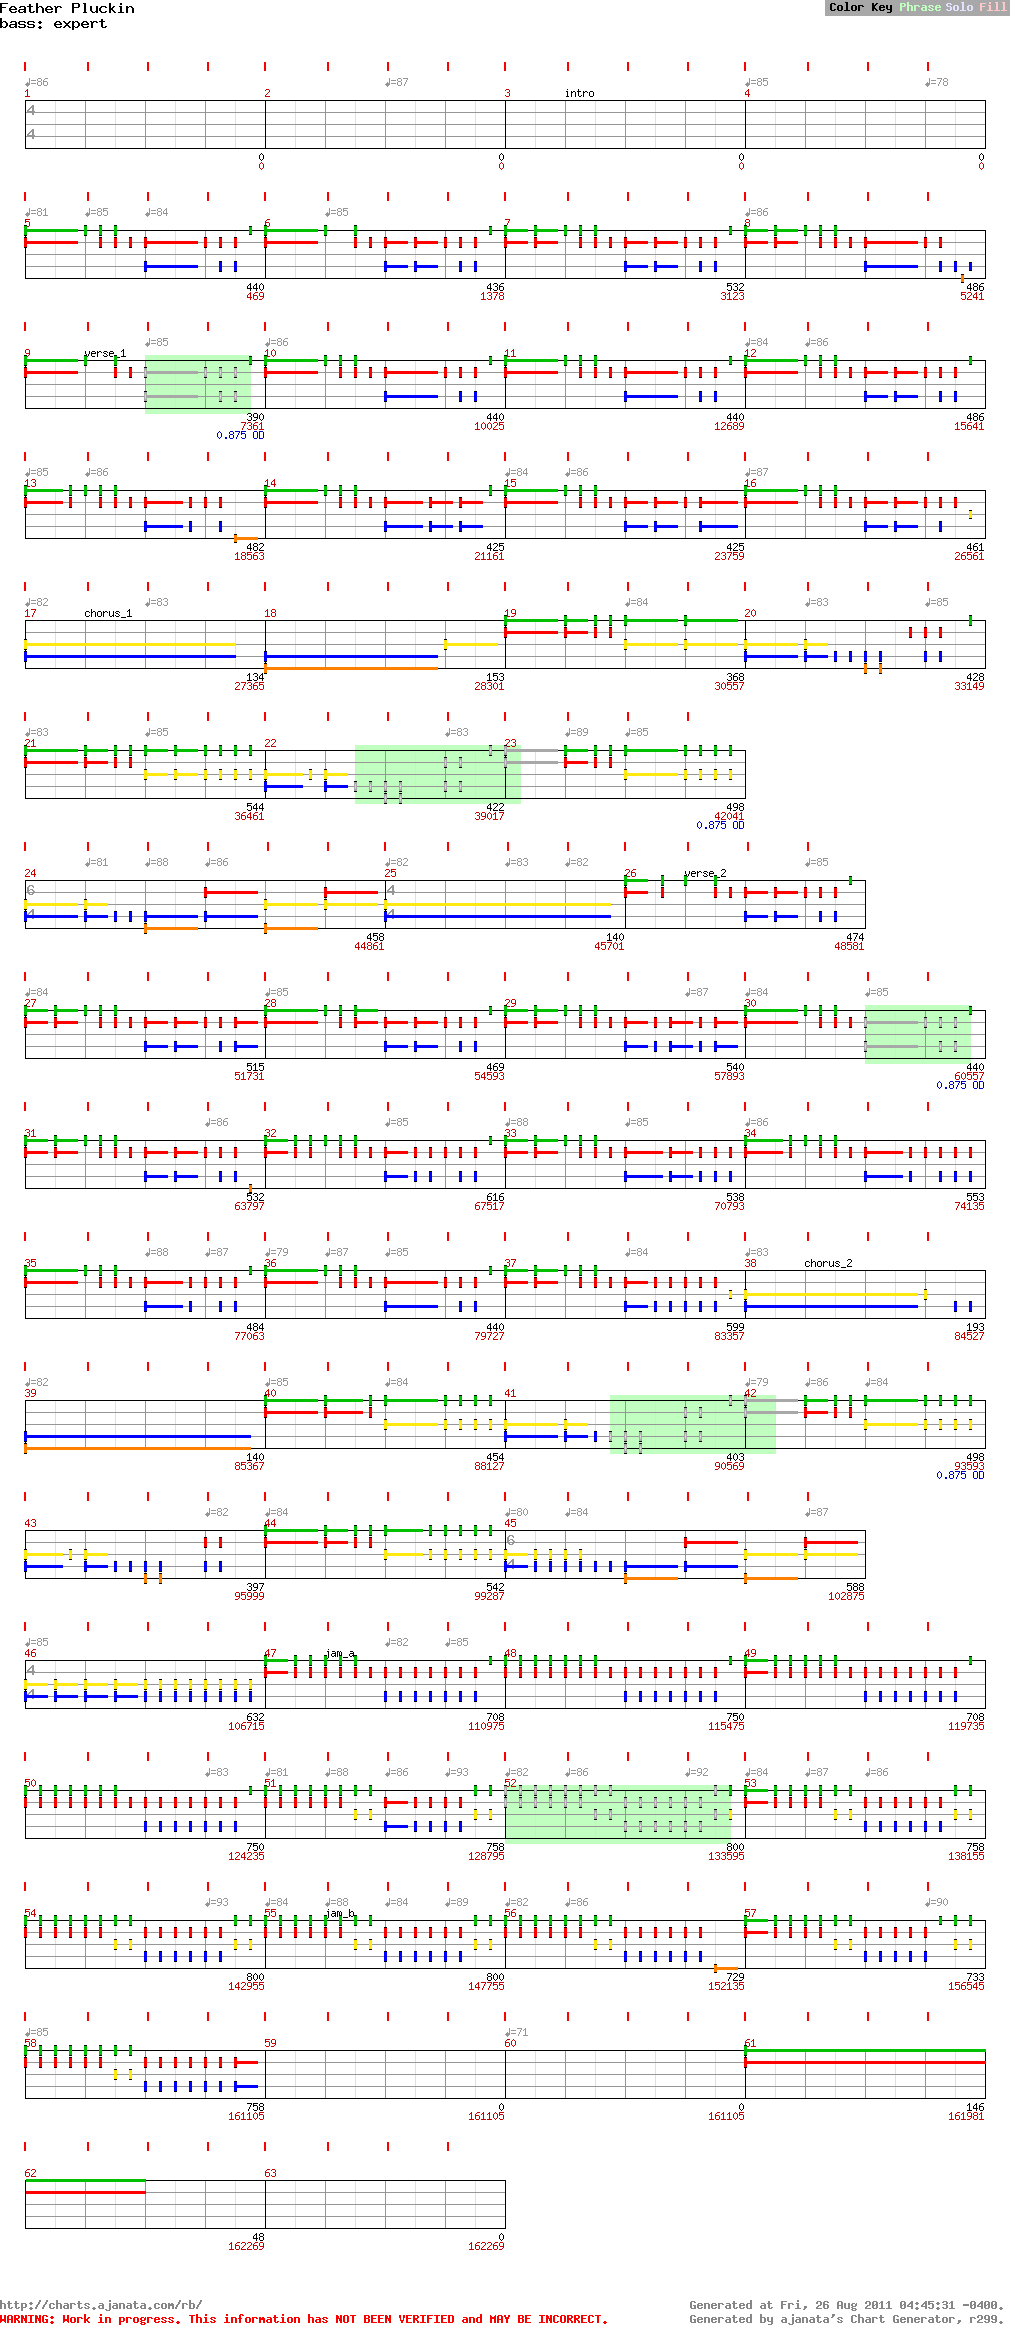 Feather Pluckin
bass: expert
Color Key Phrase Solo Fill
♩=86 ♩=87 ♩=85 ♩=78
1 2 3 intro 4
4
4
0 0 0 0
0 0 0 0
♩=81 ♩=85 ♩=84 ♩=85 ♩=86
5 6 7 8
440 436 532 486
469 1378 3123 5241
♩=85 ♩=86 ♩=84 ♩=86
9 verse_1 10 11 12
390 440 440 486
7361 10025 12689 15641
0.875 OD
♩=85 ♩=86 ♩=84 ♩=86 ♩=87
13 14 15 16
482 425 425 461
18563 21161 23759 26561
♩=82 ♩=83 ♩=84 ♩=83 ♩=85
17 chorus_1 18 19 20
134 153 368 428
27365 28301 30557 33149
♩=83 ♩=85 ♩=83 ♩=89 ♩=85
21 22 23
544 422 498
36461 39017 42041
0.875 OD
♩=81 ♩=88 ♩=86 ♩=82 ♩=83 ♩=82 ♩=85
24 25 26 verse_2
6 4
4 4
458 140 474
44861 45701 48581
♩=84 ♩=85 ♩=87 ♩=84 ♩=85
27 28 29 30
515 469 540 440
51731 54593 57893 60557
0.875 OD
♩=86 ♩=85 ♩=88 ♩=85 ♩=86
31 32 33 34
532 616 538 553
63797 67517 70793 74135
♩=88 ♩=87 ♩=79 ♩=87 ♩=85 ♩=84 ♩=83
35 36 37 38 chorus_2
484 440 599 193
77063 79727 83357 84527
♩=82 ♩=85 ♩=84 ♩=79 ♩=86 ♩=84
39 40 41 42
140 454 403 498
85367 88127 90569 93593
0.875 OD
♩=82 ♩=84 ♩=80 ♩=84 ♩=87
43 44 45
6
4
397 542 588
95999 99287 102875
♩=85 ♩=82 ♩=85
46 47 jam_a 48 49
4
4
632 708 750 708
106715 110975 115475 119735
♩=83 ♩=81 ♩=88 ♩=86 ♩=93 ♩=82 ♩=86 ♩=92 ♩=84 ♩=87 ♩=86
50 51 52 53
750 758 800 758
124235 128795 133595 138155
♩=93 ♩=84 ♩=88 ♩=84 ♩=89 ♩=82 ♩=86 ♩=90
54 55 jam_b 56 57
800 800 729 733
142955 147755 152135 156545
♩=85 ♩=71
58 59 60 61
758 0 0 146
161105 161105 161105 161981
62 63
48 0
162269 162269
http://charts.ajanata.com/rb/
Generated at Fri, 26 Aug 2011 04:45:31 -0400.
WARNING: Work in progress. This information has NOT BEEN VERIFIED and MAY BE INCORRECT.
Generated by ajanata's Chart Generator, r299.